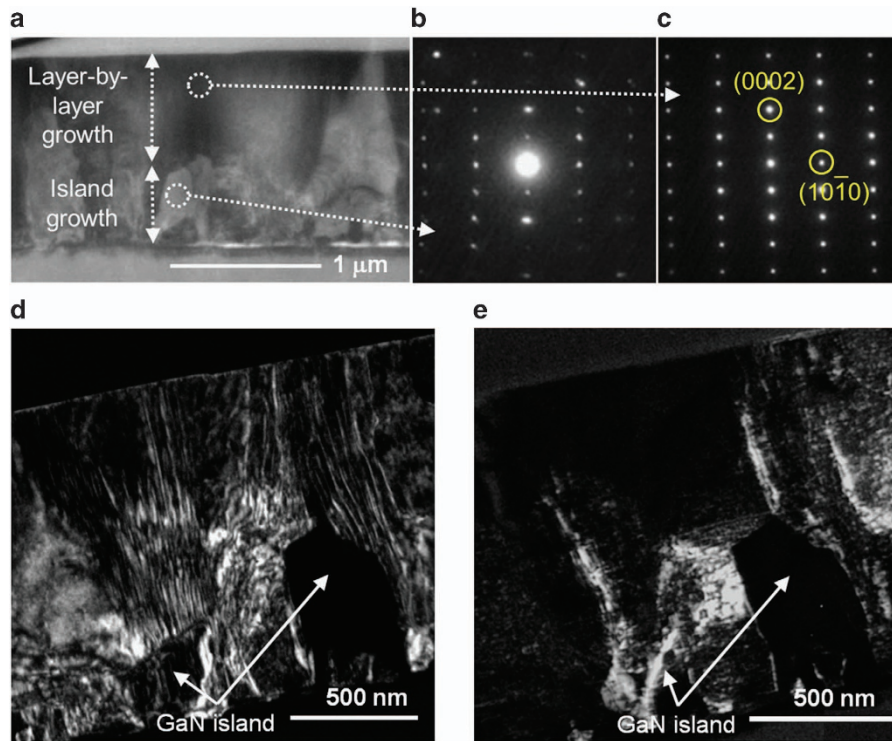 a
b
c
Layer-by-
layer
growth
Island
growth
1 μm
(0002)
(101̅0)
d
e
GaN island
500 nm
GaN island
500 nm